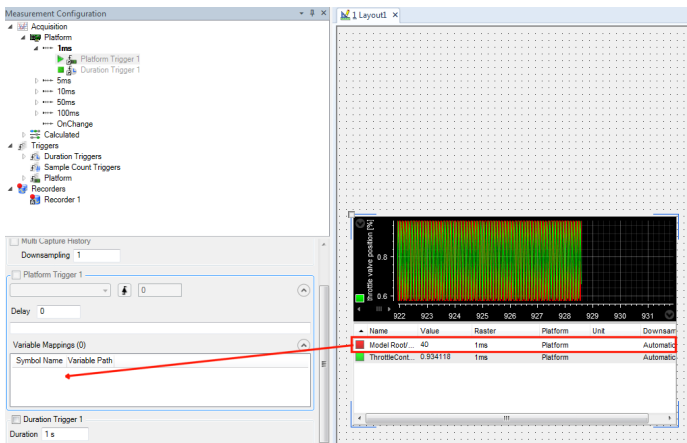 Measurement Configuration
Acquisition
Platform
1ms
Platform Trigger 1
Duration Trigger 1
5ms
10ms
50ms
100ms
OnChange
Calculated
Triggers
Duration Triggers
Sample Count Triggers
Platform
Recorders
Recorder 1
Multi Capture History
Downsampling 1
Platform Trigger 1
0
Delay 0
Variable Mappings (0)
Symbol Name Variable Path
Duration Trigger 1
Duration 1 s
1 Layout1
throttle valve position [%]
0.8
0.6
922 923 924 925 926 927 928 929 930 931
Name Value Raster Platform Unit Downsam
Model Root/... 40 1ms Platform Automatic
ThrottleCont... 0.934118 1ms Platform Automatic